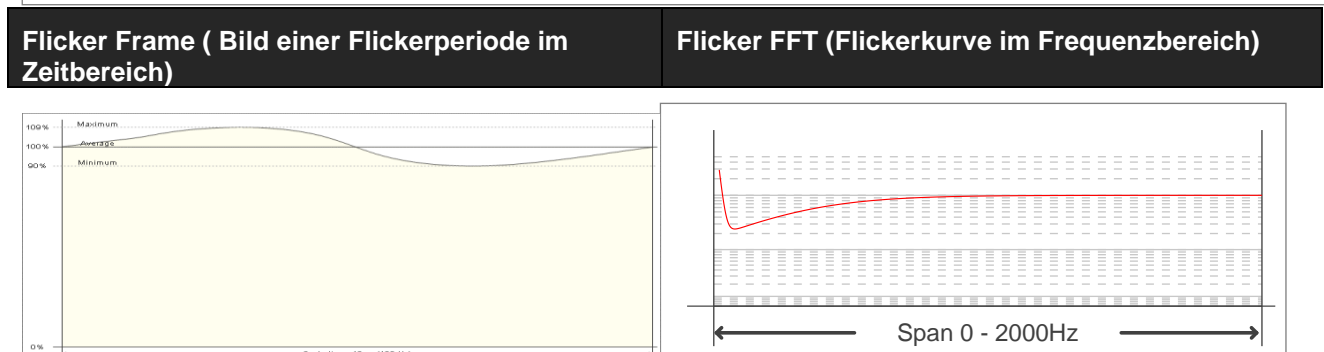 Flicker Frame ( Bild einer Flickerperiode im
Zeitbereich)
Flicker FFT (Flickerkurve im Frequenzbereich)
109%
Maximum
100%
Average
90%
Minimum
0%
Span 0 - 2000Hz